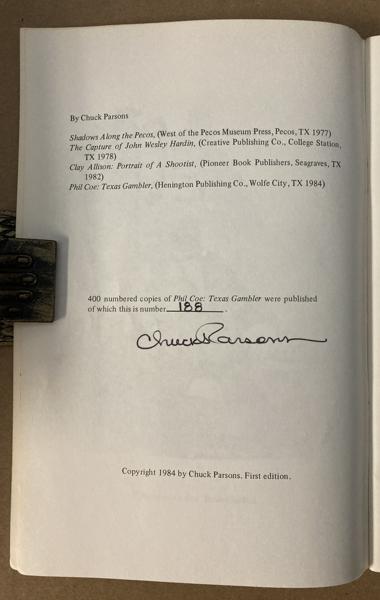 By Chuck Parsons
Shadows Along the Pecos, (West of the Pecos Museum Press, Pecos, TX 1977)
The Capture of John Wesley Hardin, (Creative Publishing Co., College Station,
TX 1978)
Clay Allison: Portrait of A Shootist, (Pioneer Book Publishers, Seagraves, TX
1982)
Phil Coe: Texas Gambler, (Henington Publishing Co., Wolfe City, TX 1984)
400 numbered copies of Phil Coe: Texas Gambler were published
of which this is number 188.
Chuck Parsons
Copyright 1984 by Chuck Parsons. First edition.